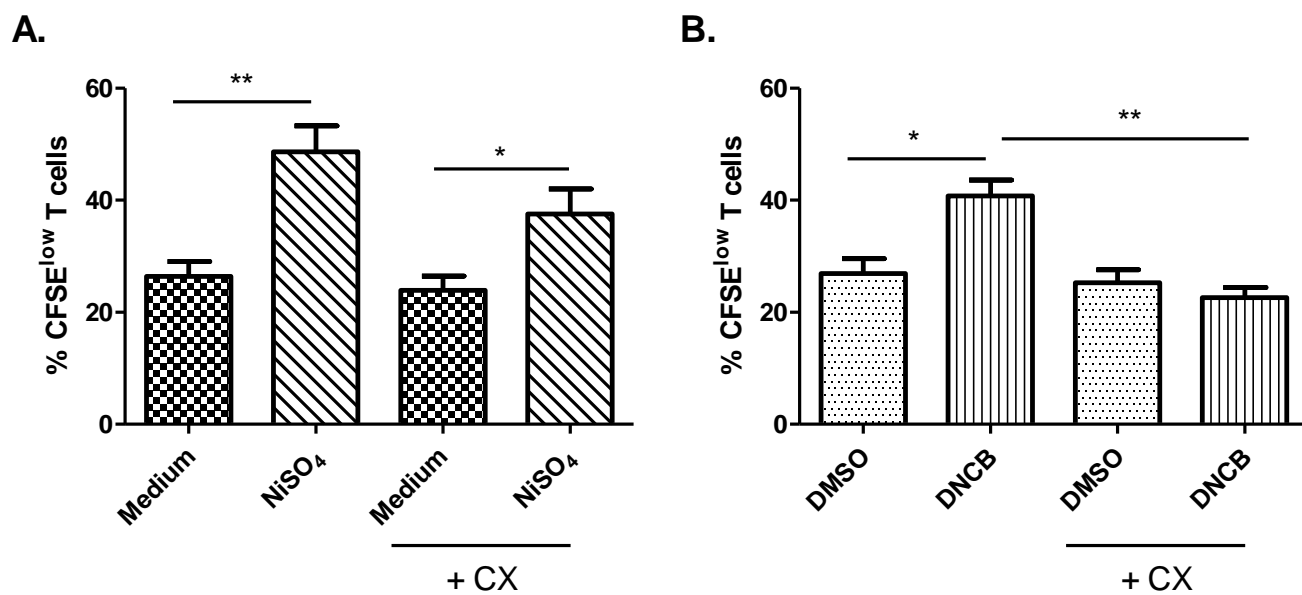 A.
% CFSE^low T cells
60
40
20
0
**
*
Medium
NiSO₄
Medium
NiSO₄
+ CX
B.
% CFSE^low T cells
60
40
20
0
*
**
DMSO
DNCB
DMSO
DNCB
+ CX